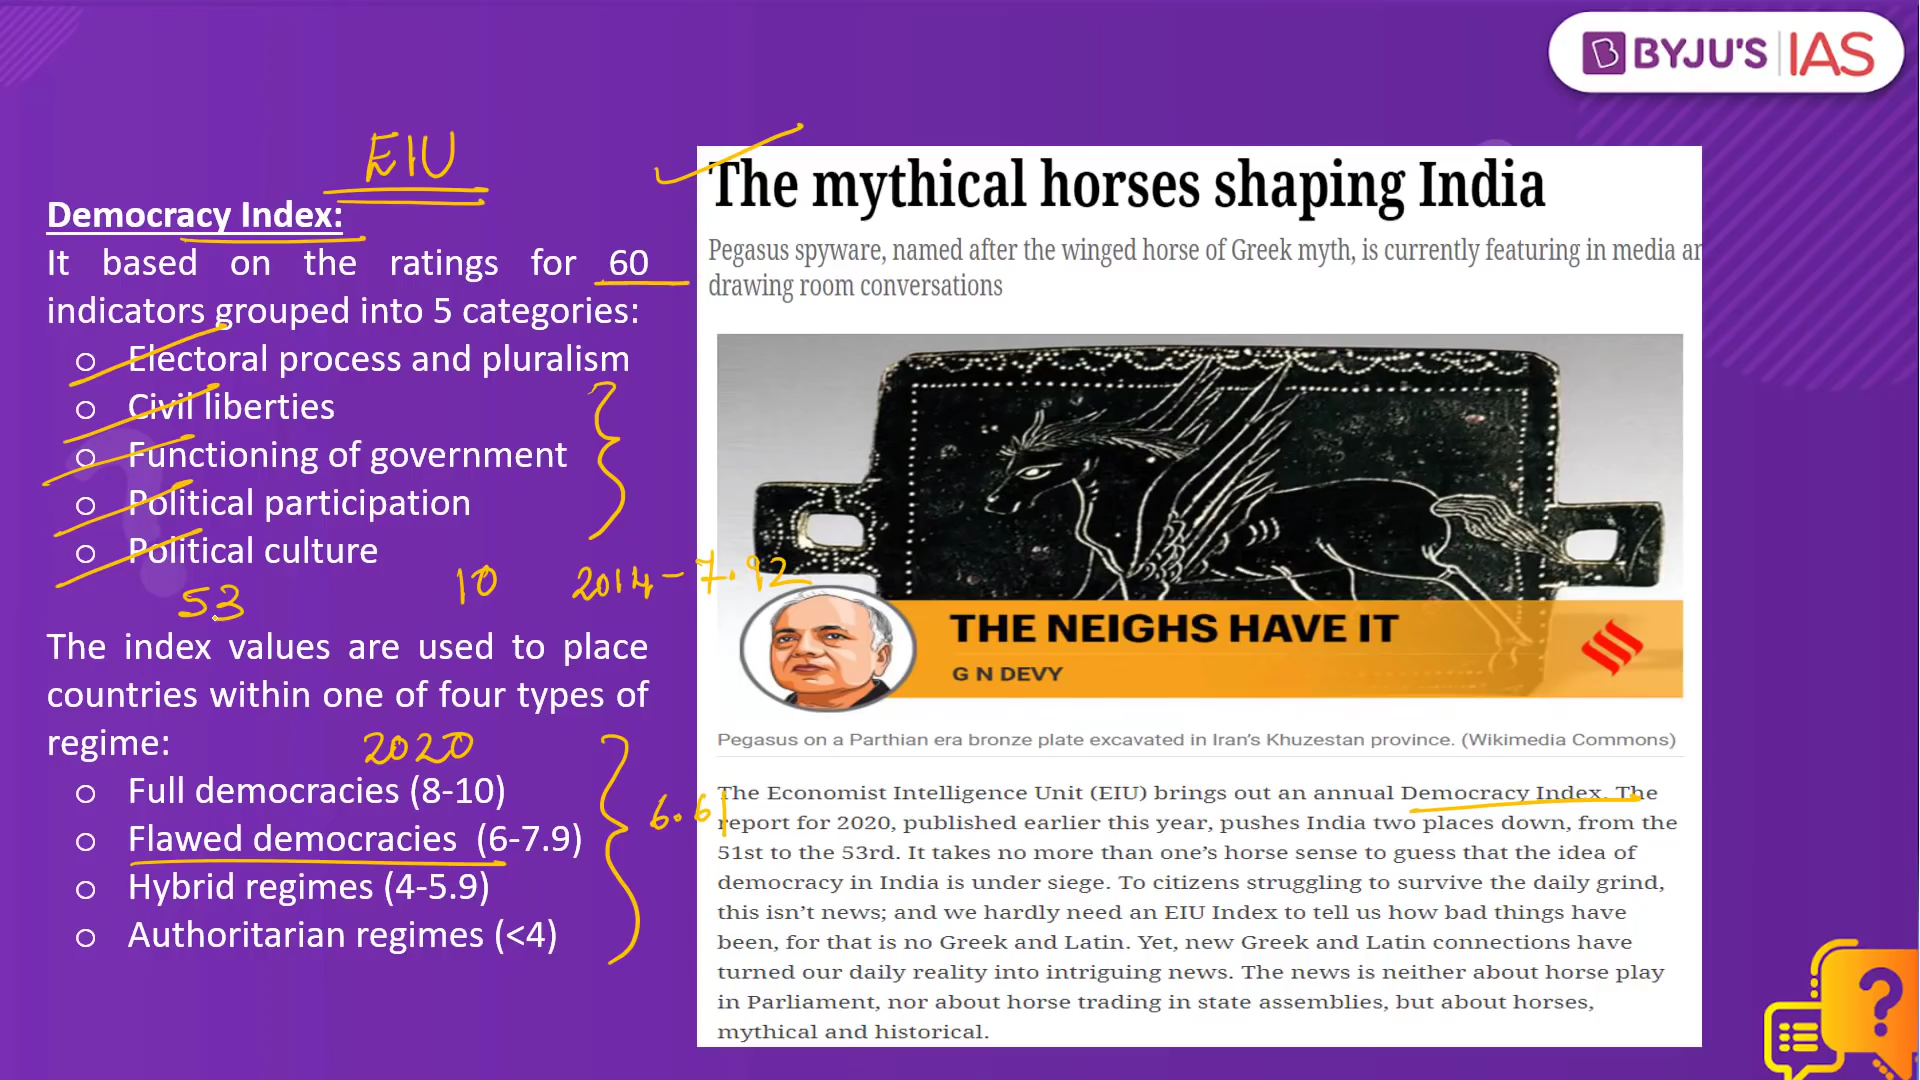 BYJU'S IAS
EIU
Democracy Index:
It based on the ratings for 60
indicators grouped into 5 categories:
o Electoral process and pluralism
o Civil liberties
o Functioning of government
o Political participation
o Political culture
53
10
2014 - 7.92
The index values are used to place
countries within one of four types of
regime:
2020
o Full democracies (8-10)
o Flawed democracies (6-7.9)
o Hybrid regimes (4-5.9)
o Authoritarian regimes (<4)
6.61
The mythical horses shaping India
Pegasus spyware, named after the winged horse of Greek myth, is currently featuring in media
drawing room conversations
THE NEIGHS HAVE IT
G N DEVY
Pegasus on a Parthian era bronze plate excavated in Iran's Khuzestan province. (Wikimedia Commons)
The Economist Intelligence Unit (EIU) brings out an annual Democracy Index. The
report for 2020, published earlier this year, pushes India two places down, from the
51st to the 53rd. It takes no more than one's horse sense to guess that the idea of
democracy in India is under siege. To citizens struggling to survive the daily grind,
this isn't news; and we hardly need an EIU Index to tell us how bad things have
been, for that is no Greek and Latin. Yet, new Greek and Latin connections have
turned our daily reality into intriguing news. The news is neither about horse play
in Parliament, nor about horse trading in state assemblies, but about horses,
mythical and historical.